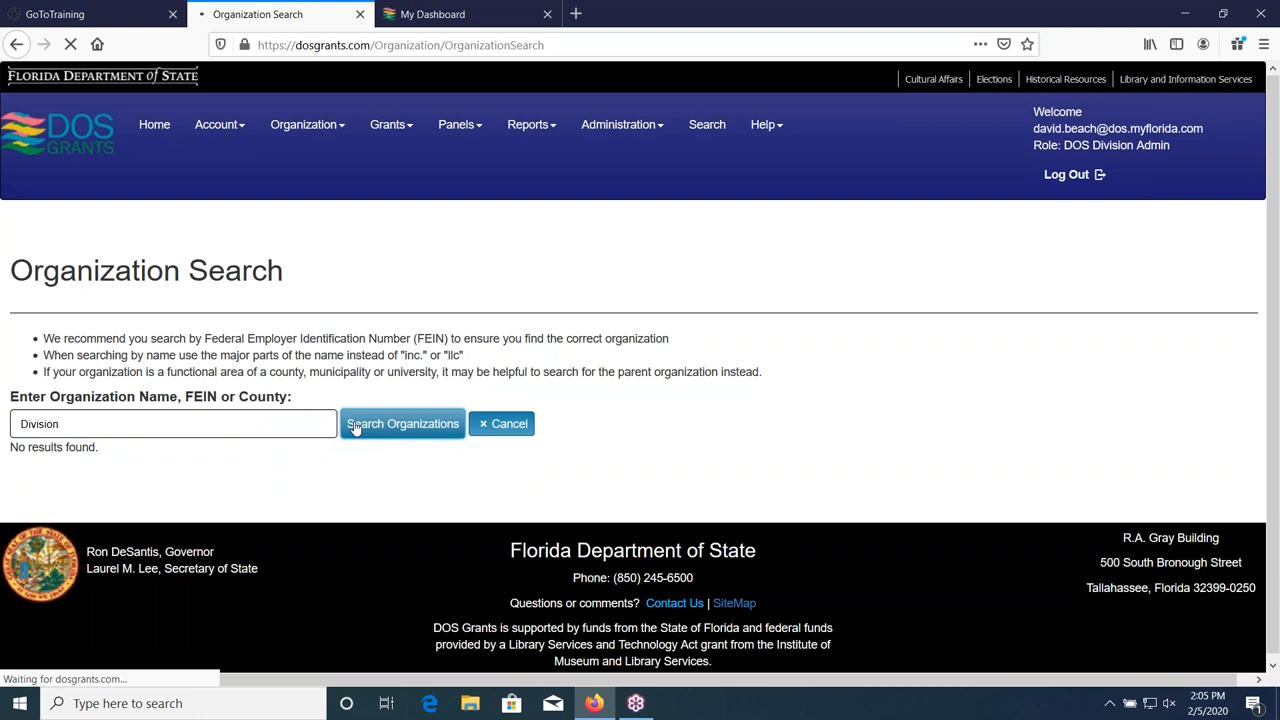 GoToTraining
Organization Search
My Dashboard
https://dosgrants.com/Organization/OrganizationSearch
FLORIDA DEPARTMENT of STATE
Cultural Affairs
Elections
Historical Resources
Library and Information Services
DOS
GRANTS
Home
Account
Organization
Grants
Panels
Reports
Administration
Search
Help
Welcome
david.beach@dos.myflorida.com
Role: DOS Division Admin
Log Out
Organization Search
• We recommend you search by Federal Employer Identification Number (FEIN) to ensure you find the correct organization
• When searching by name use the major parts of the name instead of "inc." or "llc"
• If your organization is a functional area of a county, municipality or university, it may be helpful to search for the parent organization instead.
Enter Organization Name, FEIN or County:
Division
Search Organizations
× Cancel
No results found.
Ron DeSantis, Governor
Laurel M. Lee, Secretary of State
Florida Department of State
Phone: (850) 245-6500
Questions or comments? Contact Us | SiteMap
DOS Grants is supported by funds from the State of Florida and federal funds
provided by a Library Services and Technology Act grant from the Institute of
Museum and Library Services.
R.A. Gray Building
500 South Bronough Street
Tallahassee, Florida 32399-0250
Waiting for dosgrants.com...
Type here to search
2:05 PM
2/5/2020
1